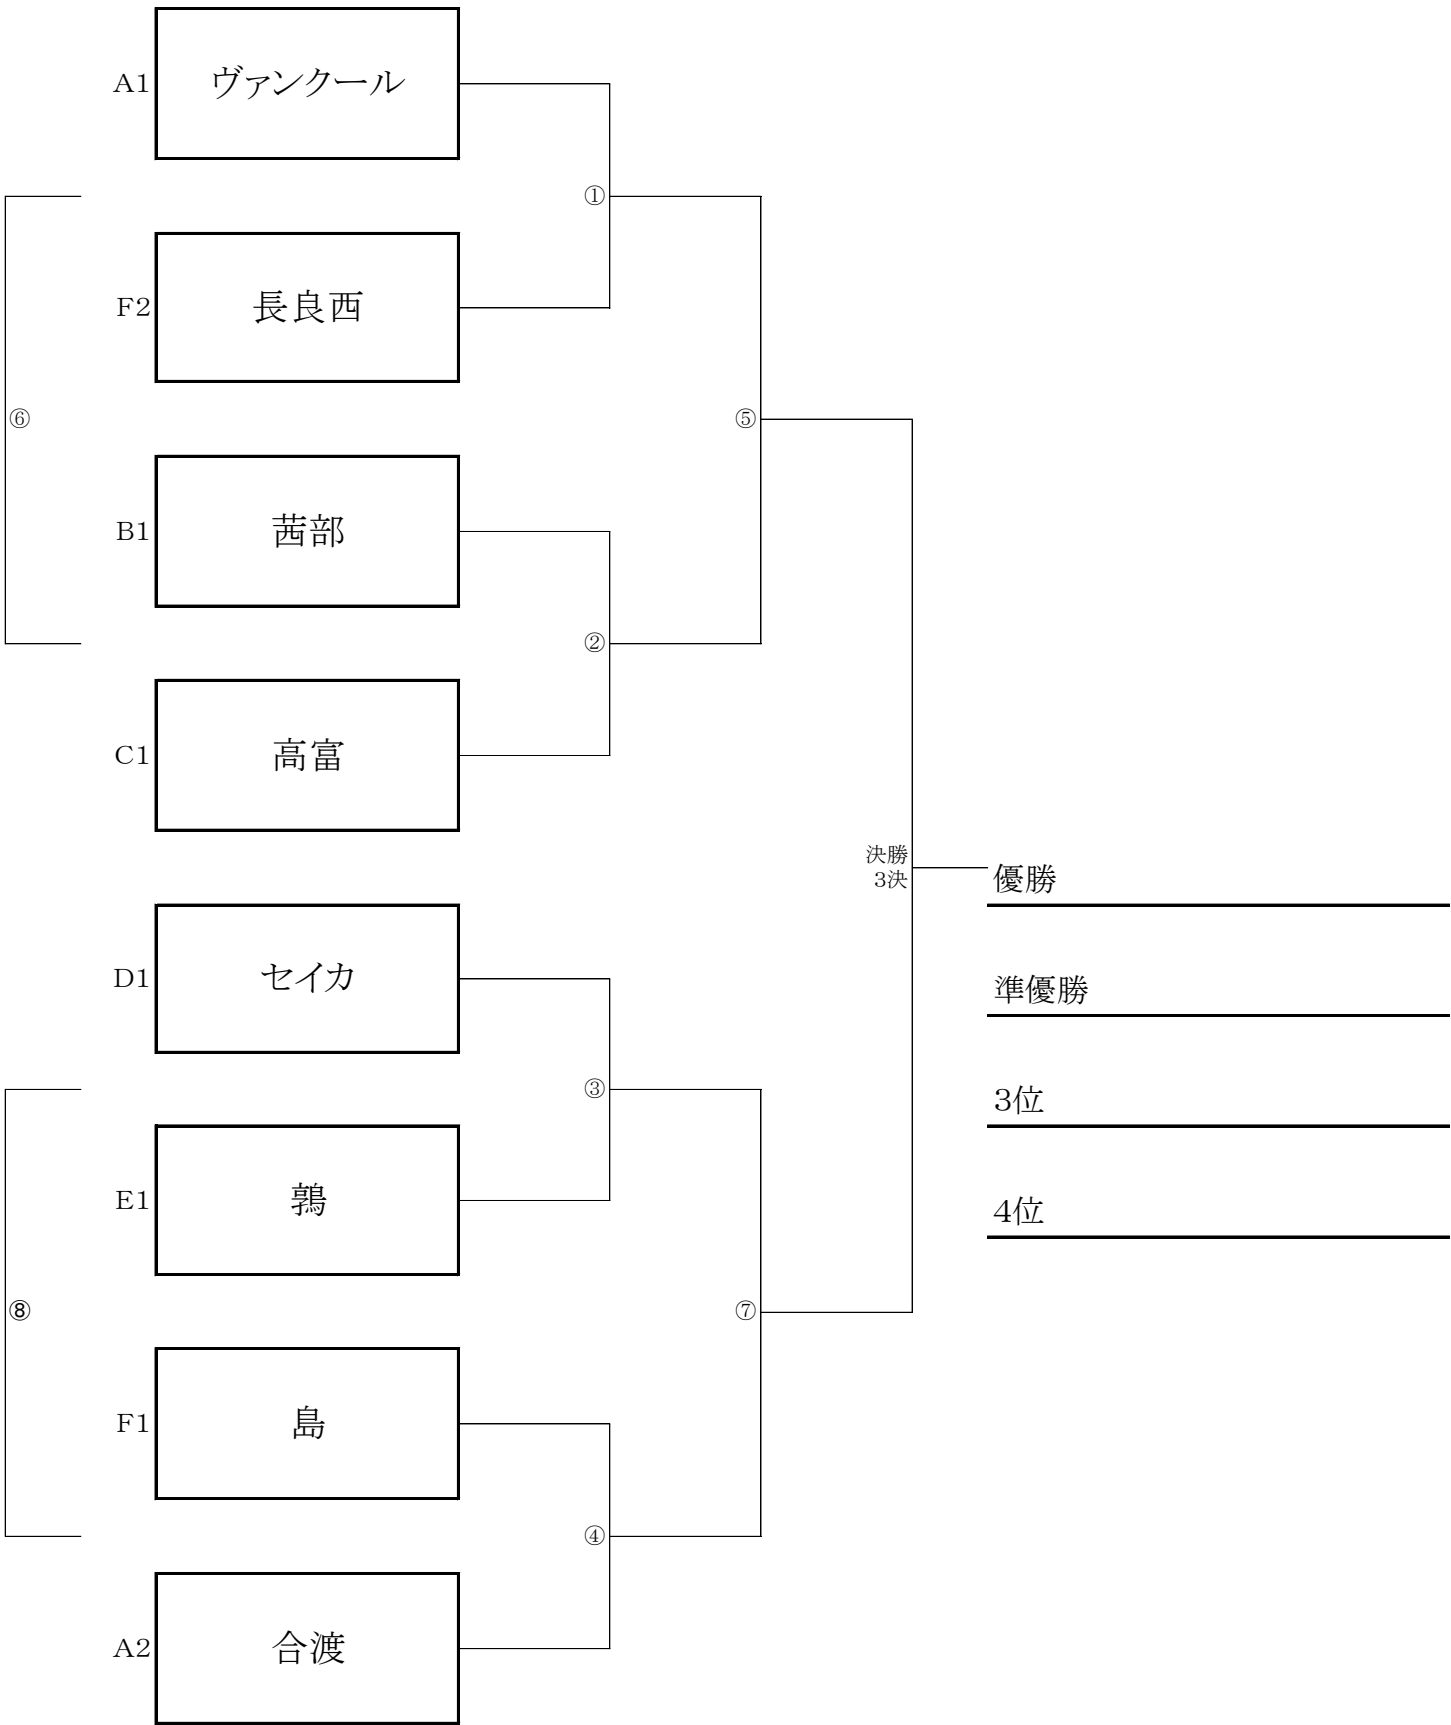 A1 ヴァンクール
①
F2 長良西
⑥
⑤
B1 茜部
②
C1 高富
決勝
3決
優勝
D1 セイカ
準優勝
③
3位
E1 鶉
4位
⑧
⑦
F1 島
④
A2 合渡